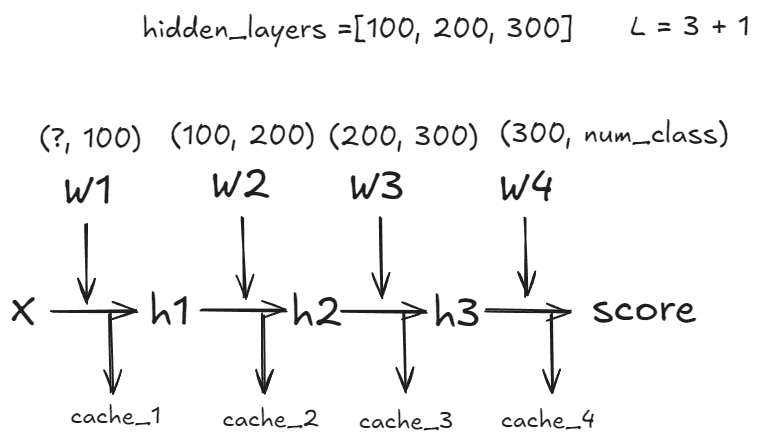 hidden_layers =[100, 200, 300] L = 3 + 1
(?, 100) (100, 200) (200, 300) (300, num_class)
W1 W2 W3 W4
X h1 h2 h3 score
cache_1 cache_2 cache_3 cache_4